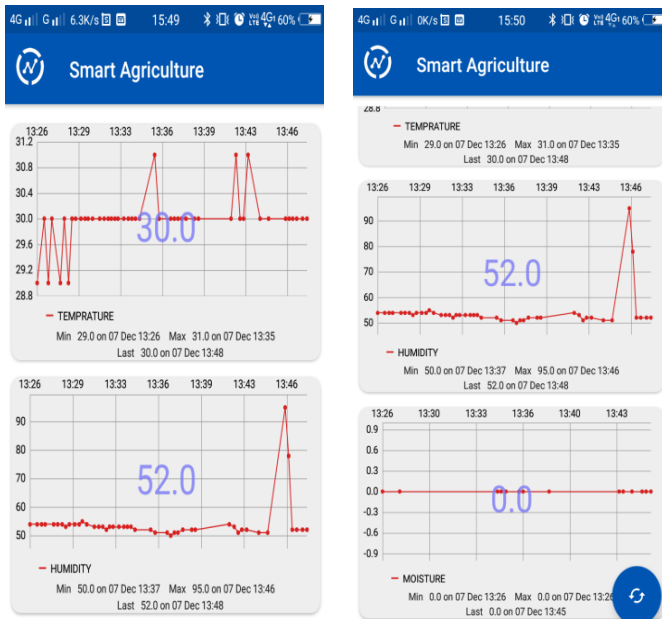 4G G 6.3K/s 15:49 VoLTE 4G+ 60%
Smart Agriculture
13:26 13:29 13:33 13:36 13:39 13:43 13:46
31.2
30.8
30.4
30.0
29.6
29.2
28.8
30.0
TEMPRATURE
Min 29.0 on 07 Dec 13:26 Max 31.0 on 07 Dec 13:35
Last 30.0 on 07 Dec 13:48
13:26 13:29 13:33 13:36 13:39 13:43 13:46
90
80
70
60
50
52.0
HUMIDITY
Min 50.0 on 07 Dec 13:37 Max 95.0 on 07 Dec 13:46
Last 52.0 on 07 Dec 13:48
4G G 0K/s 15:50 VoLTE 4G+ 60%
Smart Agriculture
28.8
TEMPRATURE
Min 29.0 on 07 Dec 13:26 Max 31.0 on 07 Dec 13:35
Last 30.0 on 07 Dec 13:48
13:26 13:29 13:33 13:36 13:39 13:43 13:46
90
80
70
60
50
52.0
HUMIDITY
Min 50.0 on 07 Dec 13:37 Max 95.0 on 07 Dec 13:46
Last 52.0 on 07 Dec 13:48
13:26 13:30 13:33 13:36 13:40 13:43
0.9
0.6
0.3
0.0
-0.3
-0.6
-0.9
0.0
MOISTURE
Min 0.0 on 07 Dec 13:26 Max 0.0 on 07 Dec 13:26
Last 0.0 on 07 Dec 13:45